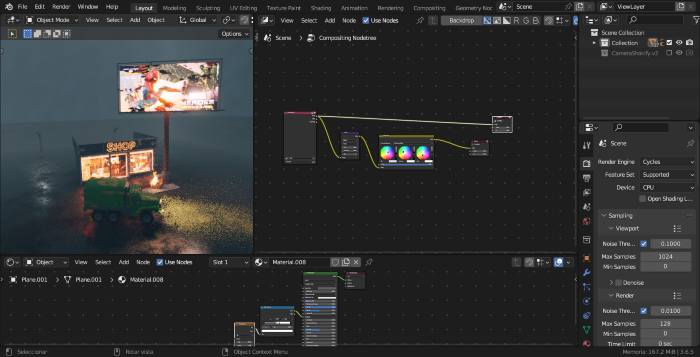 File Edit Render Window Help Layout Modeling Sculpting UV Editing Texture Paint Shading Animation Rendering Compositing Geometry Noc Scene ViewLayer
Object Mode View Select Add Object Global
Options
View Select Add Node Use Nodes Backdrop R G B
Scene > Compositing Nodetree
Scene Collection
Collection
CameraShakify.v2
SHOP
Scene
Render Engine Cycles
Feature Set Supported
Device CPU
Open Shading L...
Sampling
Viewport
Noise Thre... 0.1000
Max Samples 1024
Min Samples 0
Denoise
Render
Noise Thre... 0.0100
Max Samples 128
Min Samples 0
Time Limit 0 sec
Object View Select Add Node Use Nodes Slot 1 Material.008
Plane.001 > Plane.001 > Material.008
Seleccionar Rotar vista Object Context Menu Memoria: 167.2 MiB | 3.6.5